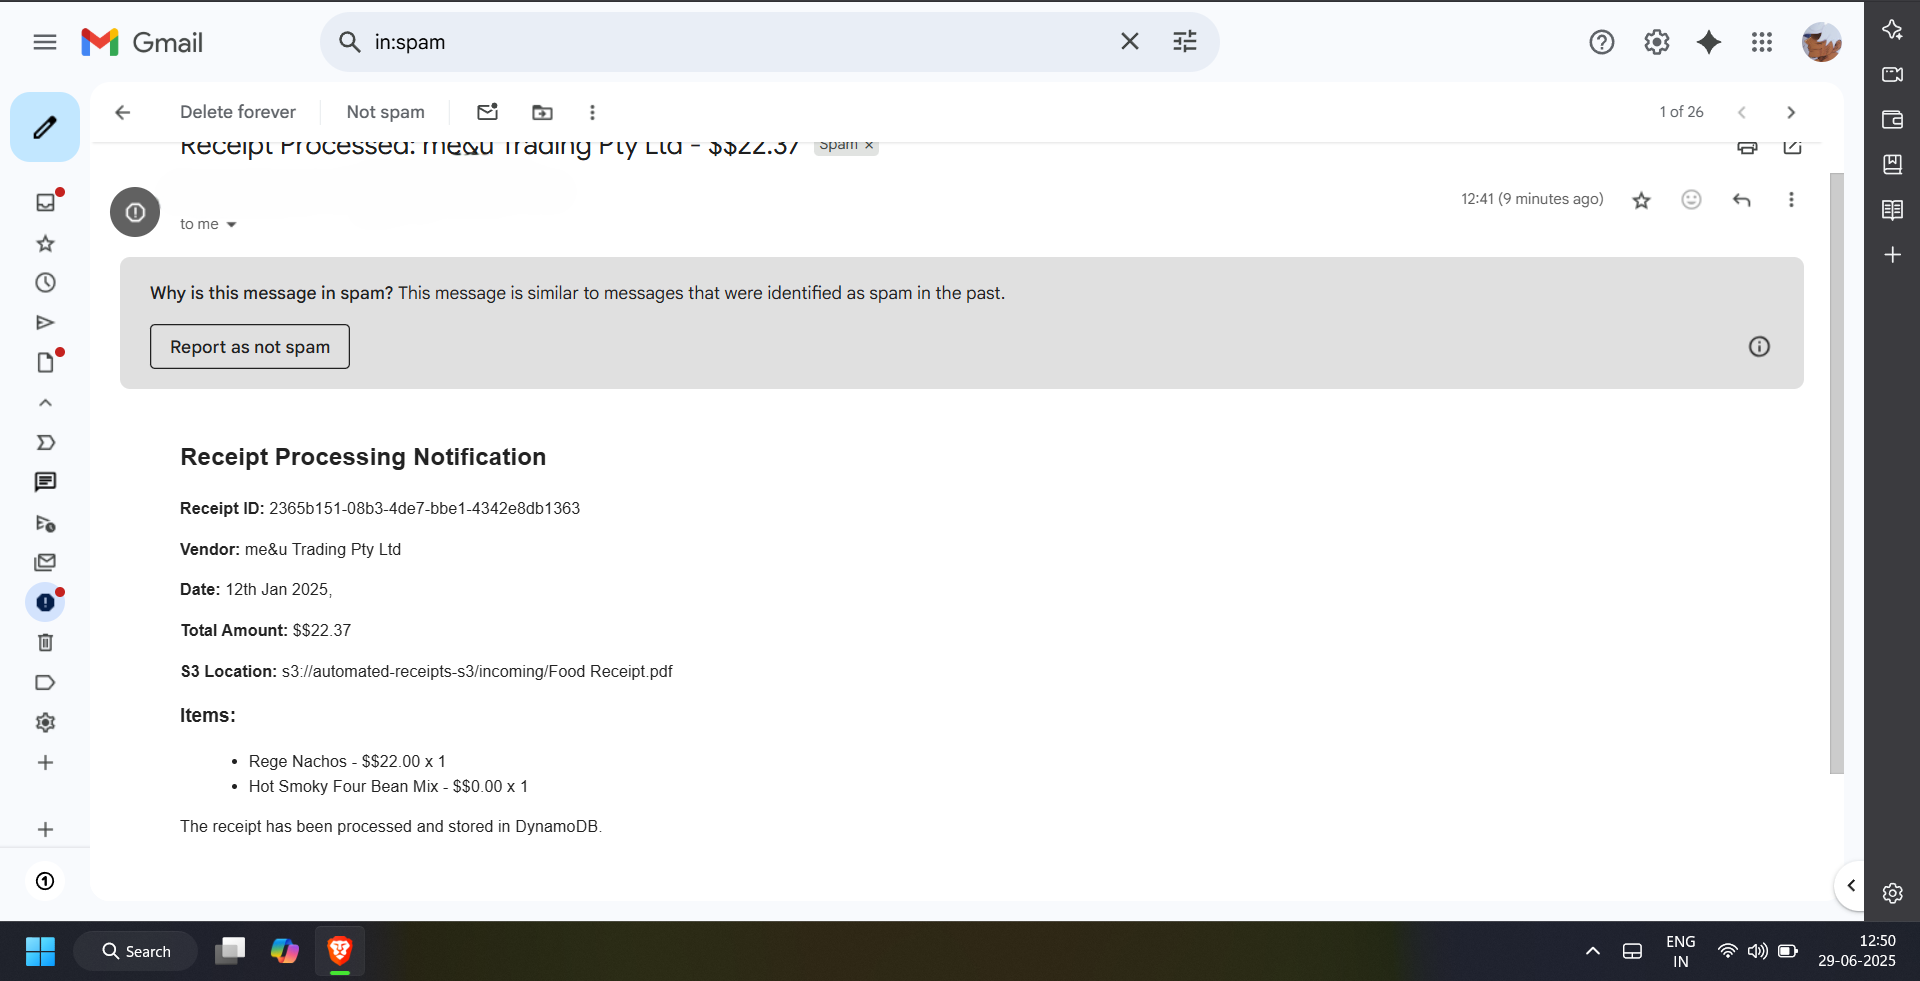 Gmail
in:spam
Delete forever
Not spam
1 of 26
Receipt Processed: me&u Trading Pty Ltd - $$22.37
Spam ×
12:41 (9 minutes ago)
to me
Why is this message in spam? This message is similar to messages that were identified as spam in the past.
Report as not spam
Receipt Processing Notification
Receipt ID: 2365b151-08b3-4de7-bbe1-4342e8db1363
Vendor: me&u Trading Pty Ltd
Date: 12th Jan 2025,
Total Amount: $$22.37
S3 Location: s3://automated-receipts-s3/incoming/Food Receipt.pdf
Items:
• Rege Nachos - $$22.00 x 1
• Hot Smoky Four Bean Mix - $$0.00 x 1
The receipt has been processed and stored in DynamoDB.
Search
ENG
IN
12:50
29-06-2025